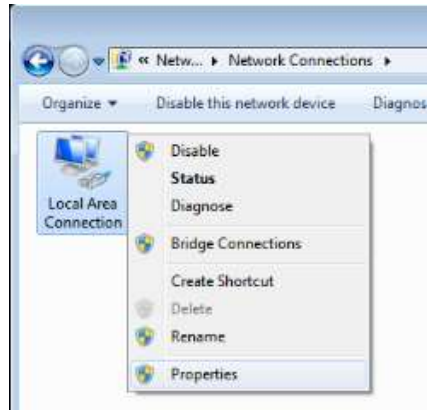 « Netw... ▸ Network Connections ▸
Organize ▾ Disable this network device Diagnos
Local Area
Connection
Disable
Status
Diagnose
Bridge Connections
Create Shortcut
Delete
Rename
Properties